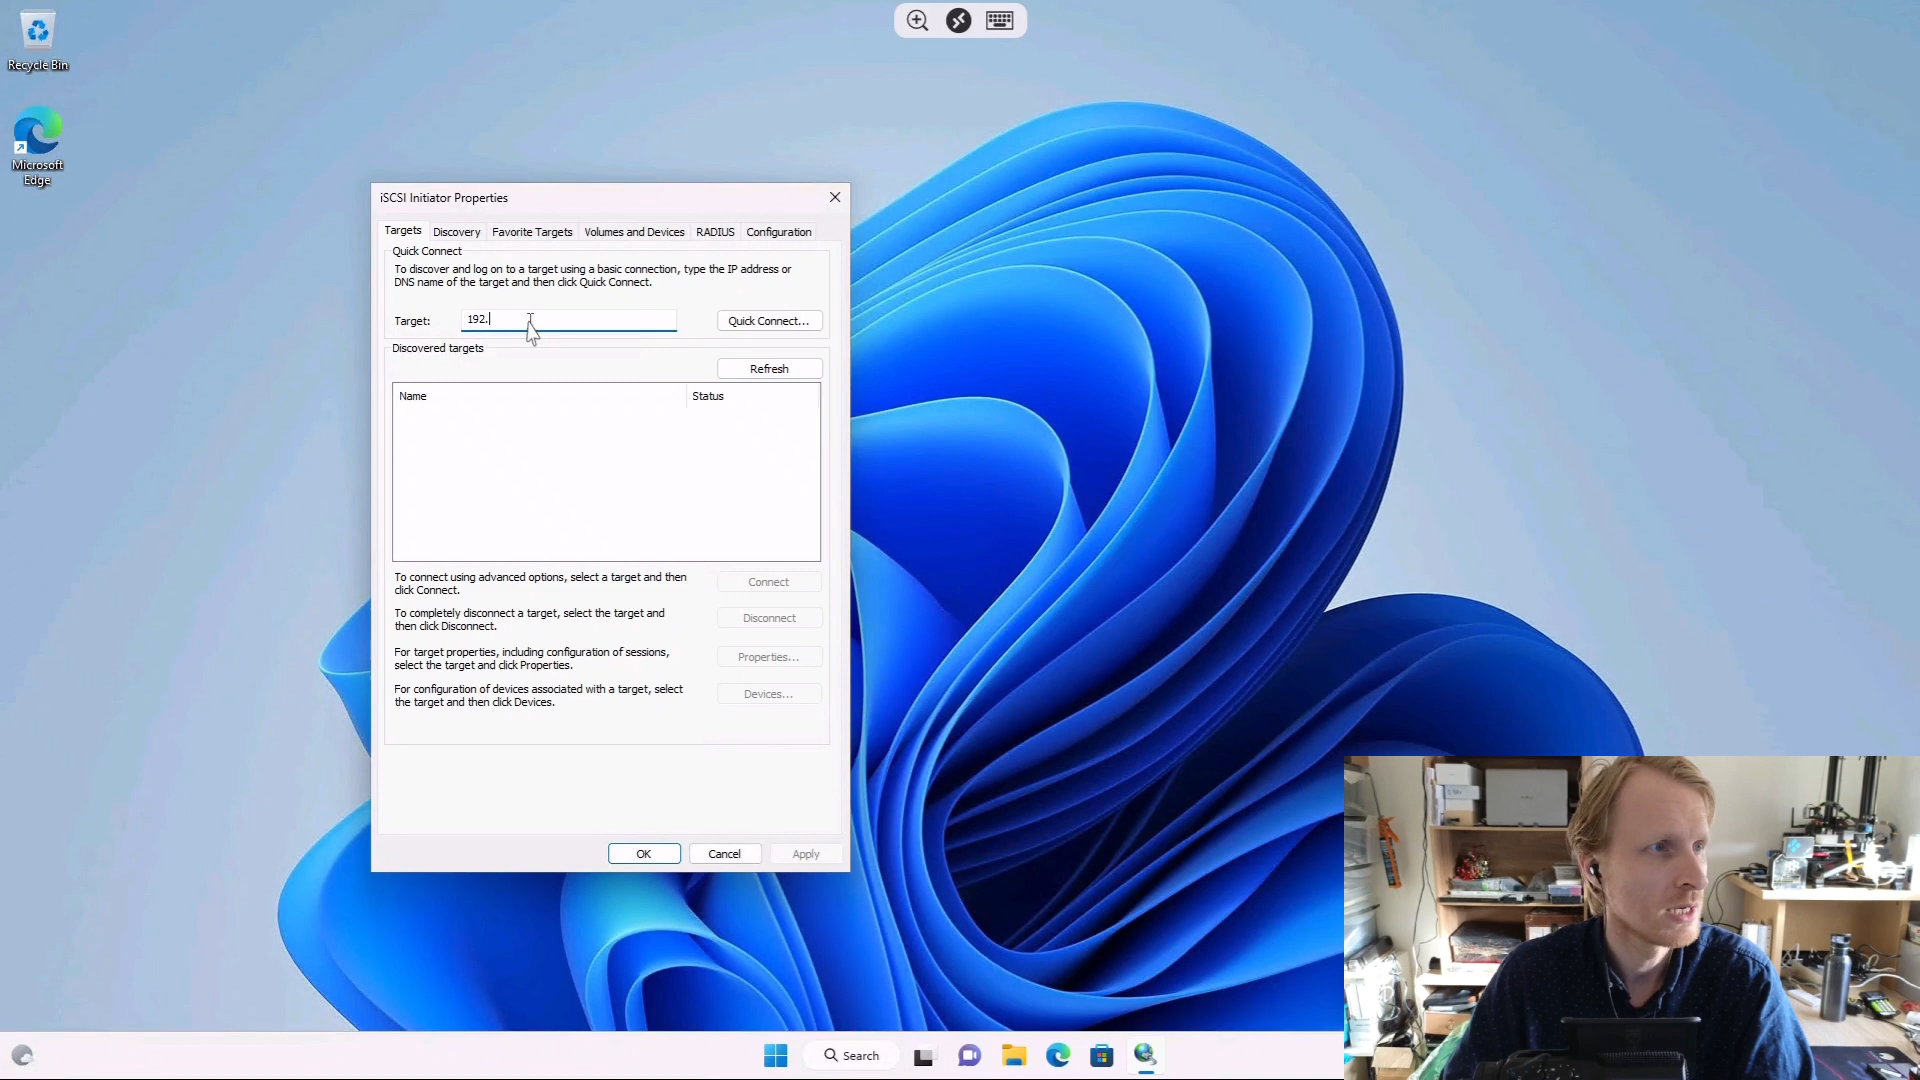 Recycle Bin
Microsoft
Edge
iSCSI Initiator Properties
Targets
Discovery
Favorite Targets
Volumes and Devices
RADIUS
Configuration
Quick Connect
To discover and log on to a target using a basic connection, type the IP address or
DNS name of the target and then click Quick Connect.
Target:
192.
Quick Connect...
Discovered targets
Refresh
Name
Status
To connect using advanced options, select a target and then
click Connect.
Connect
To completely disconnect a target, select the target and
then click Disconnect.
Disconnect
For target properties, including configuration of sessions,
select the target and click Properties.
Properties...
For configuration of devices associated with a target, select
the target and then click Devices.
Devices...
OK
Cancel
Apply
Search